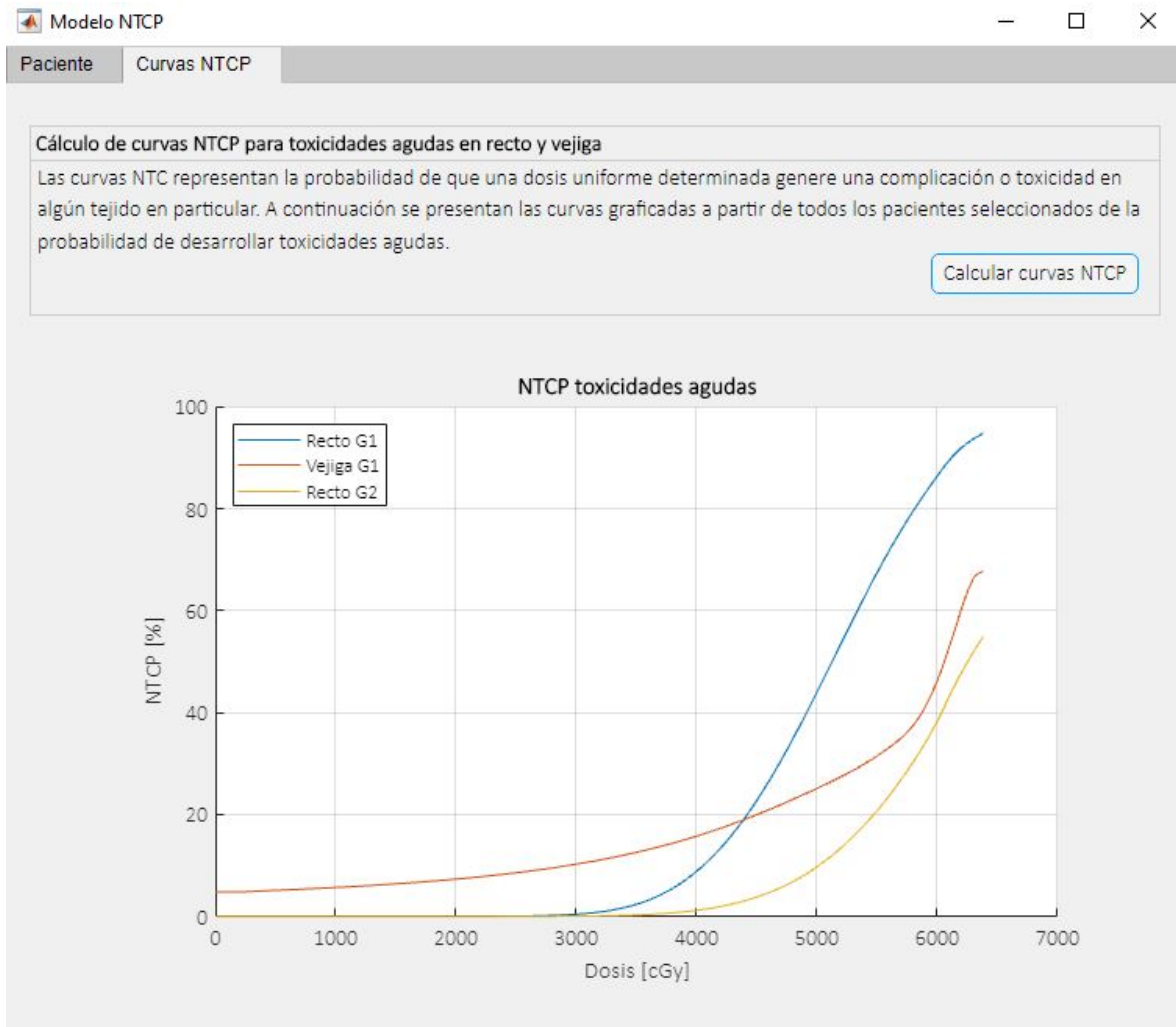 Modelo NTCP
Paciente
Curvas NTCP
Cálculo de curvas NTCP para toxicidades agudas en recto y vejiga
Las curvas NTC representan la probabilidad de que una dosis uniforme determinada genere una complicación o toxicidad en
algún tejido en particular. A continuación se presentan las curvas graficadas a partir de todos los pacientes seleccionados de la
probabilidad de desarrollar toxicidades agudas.
Calcular curvas NTCP
NTCP toxicidades agudas
Recto G1
Vejiga G1
Recto G2
NTCP [%]
100
80
60
40
20
0
0 1000 2000 3000 4000 5000 6000 7000
Dosis [cGy]